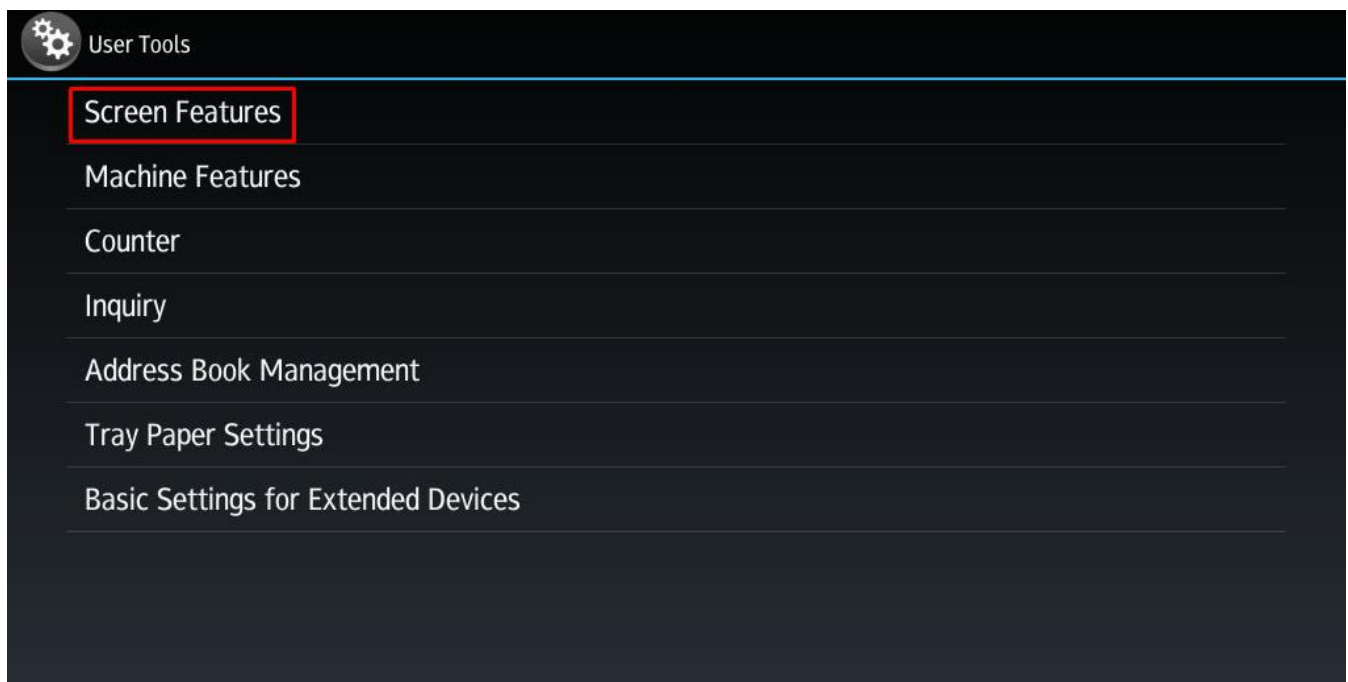 User Tools
Screen Features
Machine Features
Counter
Inquiry
Address Book Management
Tray Paper Settings
Basic Settings for Extended Devices